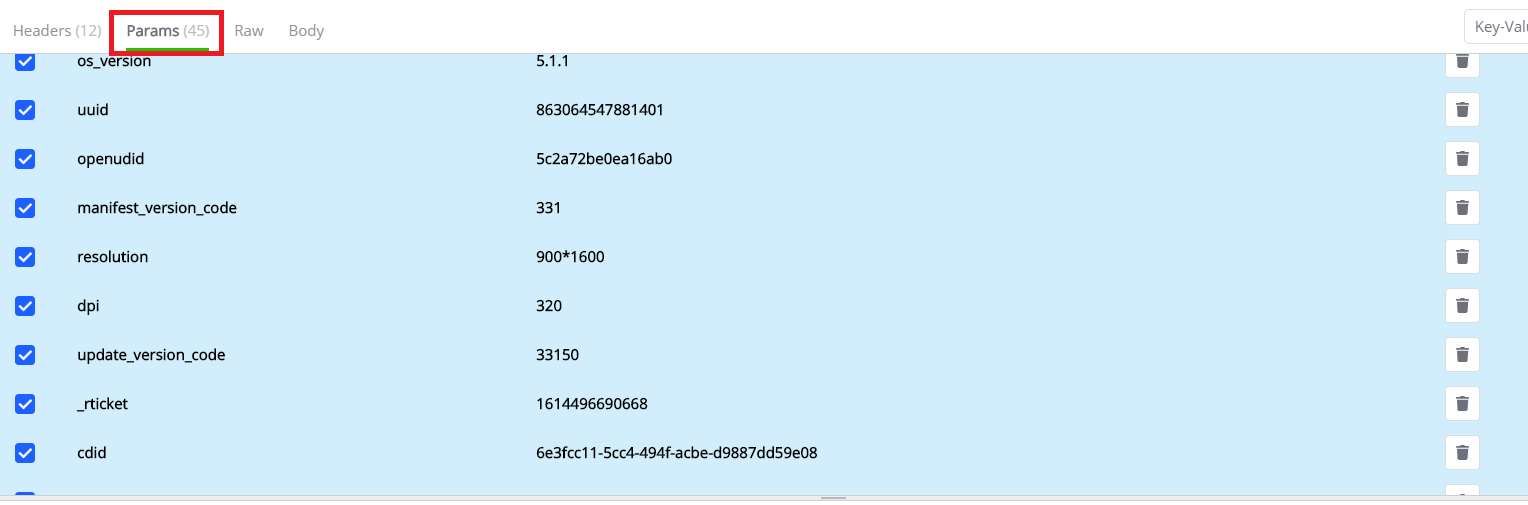 Headers (12) Params (45) Raw Body Key-Valu
os_version 5.1.1
uuid 863064547881401
openudid 5c2a72be0ea16ab0
manifest_version_code 331
resolution 900*1600
dpi 320
update_version_code 33150
_rticket 1614496690668
cdid 6e3fcc11-5cc4-494f-acbe-d9887dd59e08